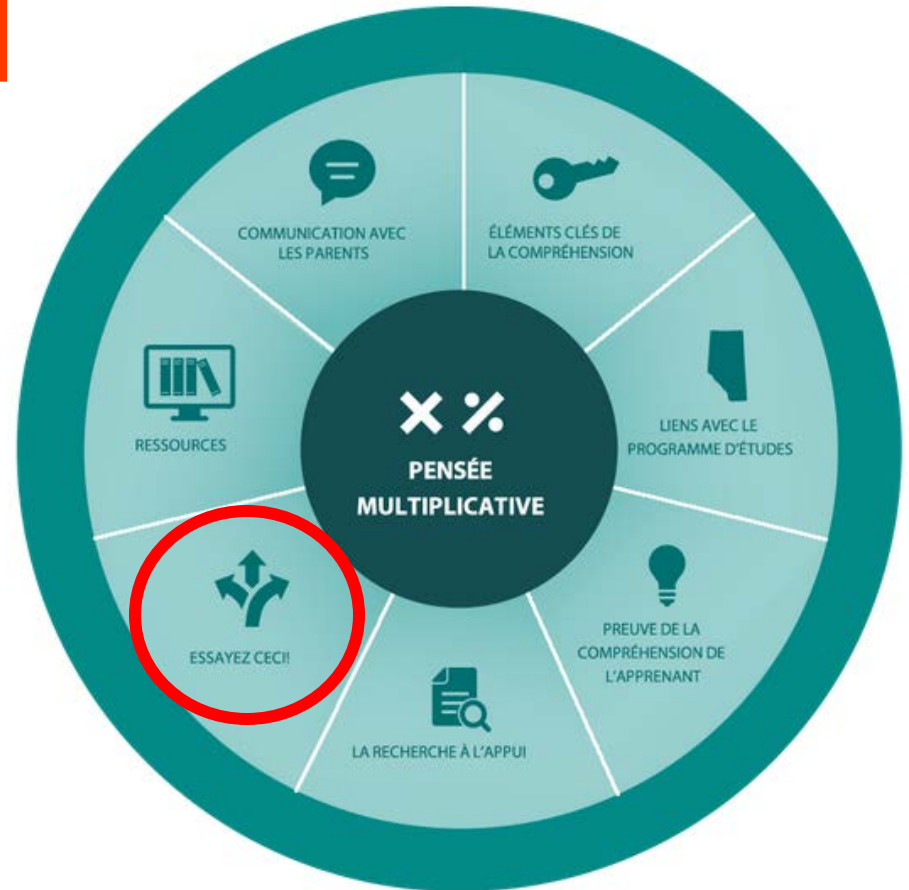 COMMUNICATION AVEC
LES PARENTS
ÉLÉMENTS CLÉS DE
LA COMPRÉHENSION
RESSOURCES
LIENS AVEC LE
PROGRAMME D'ÉTUDES
PENSÉE
MULTIPLICATIVE
ESSAYEZ CECI!
PREUVE DE LA
COMPRÉHENSION DE
L'APPRENANT
LA RECHERCHE À L'APPUI